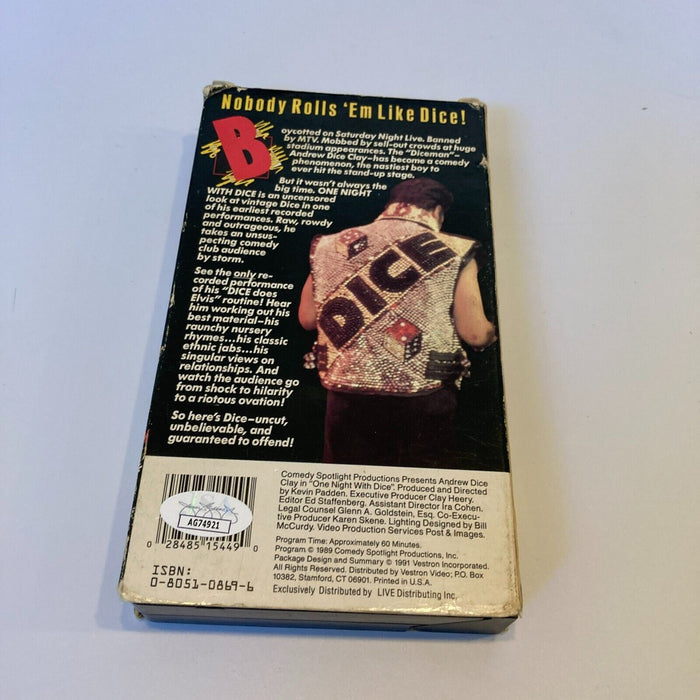 Nobody Rolls 'Em Like Dice!
Boycotted on Saturday Night Live. Banned
by MTV. Mobbed by sell-out crowds at huge
stadium appearances. The "Diceman"–
Andrew Dice Clay–has become a comedy
phenomenon, the nastiest boy to
ever hit the stand-up stage.
But it wasn't always the
big time. ONE NIGHT
WITH DICE is an uncensored
look at vintage Dice in one
of his earliest recorded
performances. Raw, rowdy
and outrageous, he
takes an unsus-
pecting comedy
club audience
by storm.
See the only re-
corded performance
of his "DICE does
Elvis" routine! Hear
him working out his
best material–his
raunchy nursery
rhymes...his classic
ethnic jabs...his
singular views on
relationships. And
watch the audience go
from shock to hilarity
to a riotous ovation!
So here's Dice–uncut,
unbelievable, and
guaranteed to offend!
DICE
Comedy Spotlight Productions Presents Andrew Dice
Clay in "One Night With Dice". Produced and Directed
by Kevin Padden. Executive Producer Clay Heery.
Editor Ed Staffenberg. Assistant Director Ira Cohen.
Legal Counsel Glenn A. Goldstein, Esq. Co-Execu-
tive Producer Karen Skene. Lighting Designed by Bill
McCurdy. Video Production Services Post & Images.
Program Time: Approximately 60 Minutes.
Program © 1989 Comedy Spotlight Productions, Inc.
Package Design and Summary © 1991 Vestron Incorporated.
All Rights Reserved. Distributed by Vestron Video; P.O. Box
10382, Stamford, CT 06901. Printed in U.S.A.
Exclusively Distributed by LIVE Distributing Inc.
AG74921
0 28485 15449 0
ISBN:
0-8051-0869-6